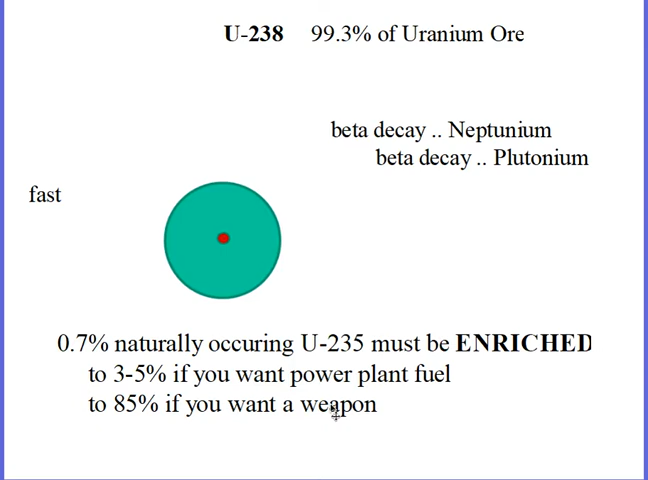 U-238 99.3% of Uranium Ore
beta decay .. Neptunium
beta decay .. Plutonium
fast
0.7% naturally occuring U-235 must be ENRICHED
to 3-5% if you want power plant fuel
to 85% if you want a weapon